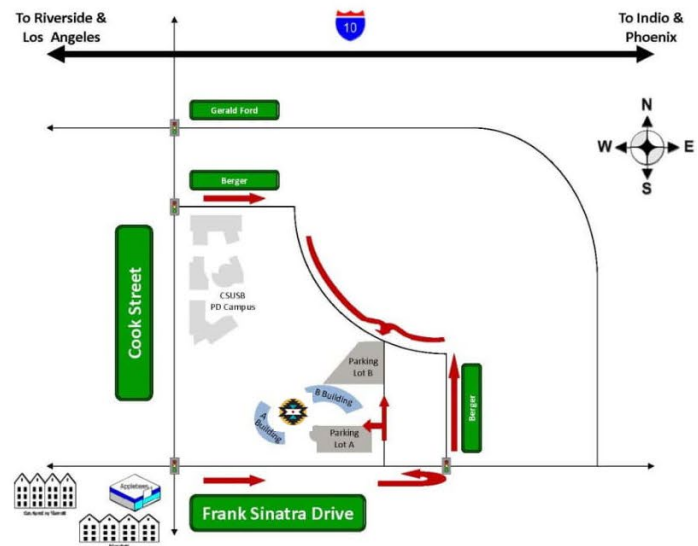 To Riverside &
Los Angeles
10
To Indio &
Phoenix
Gerald Ford
N
W
E
S
Berger
Cook Street
CSUSB
PD Campus
Parking
Lot B
B Building
A
Building
Parking
Lot A
Berger
Applebees
Frank Sinatra Drive